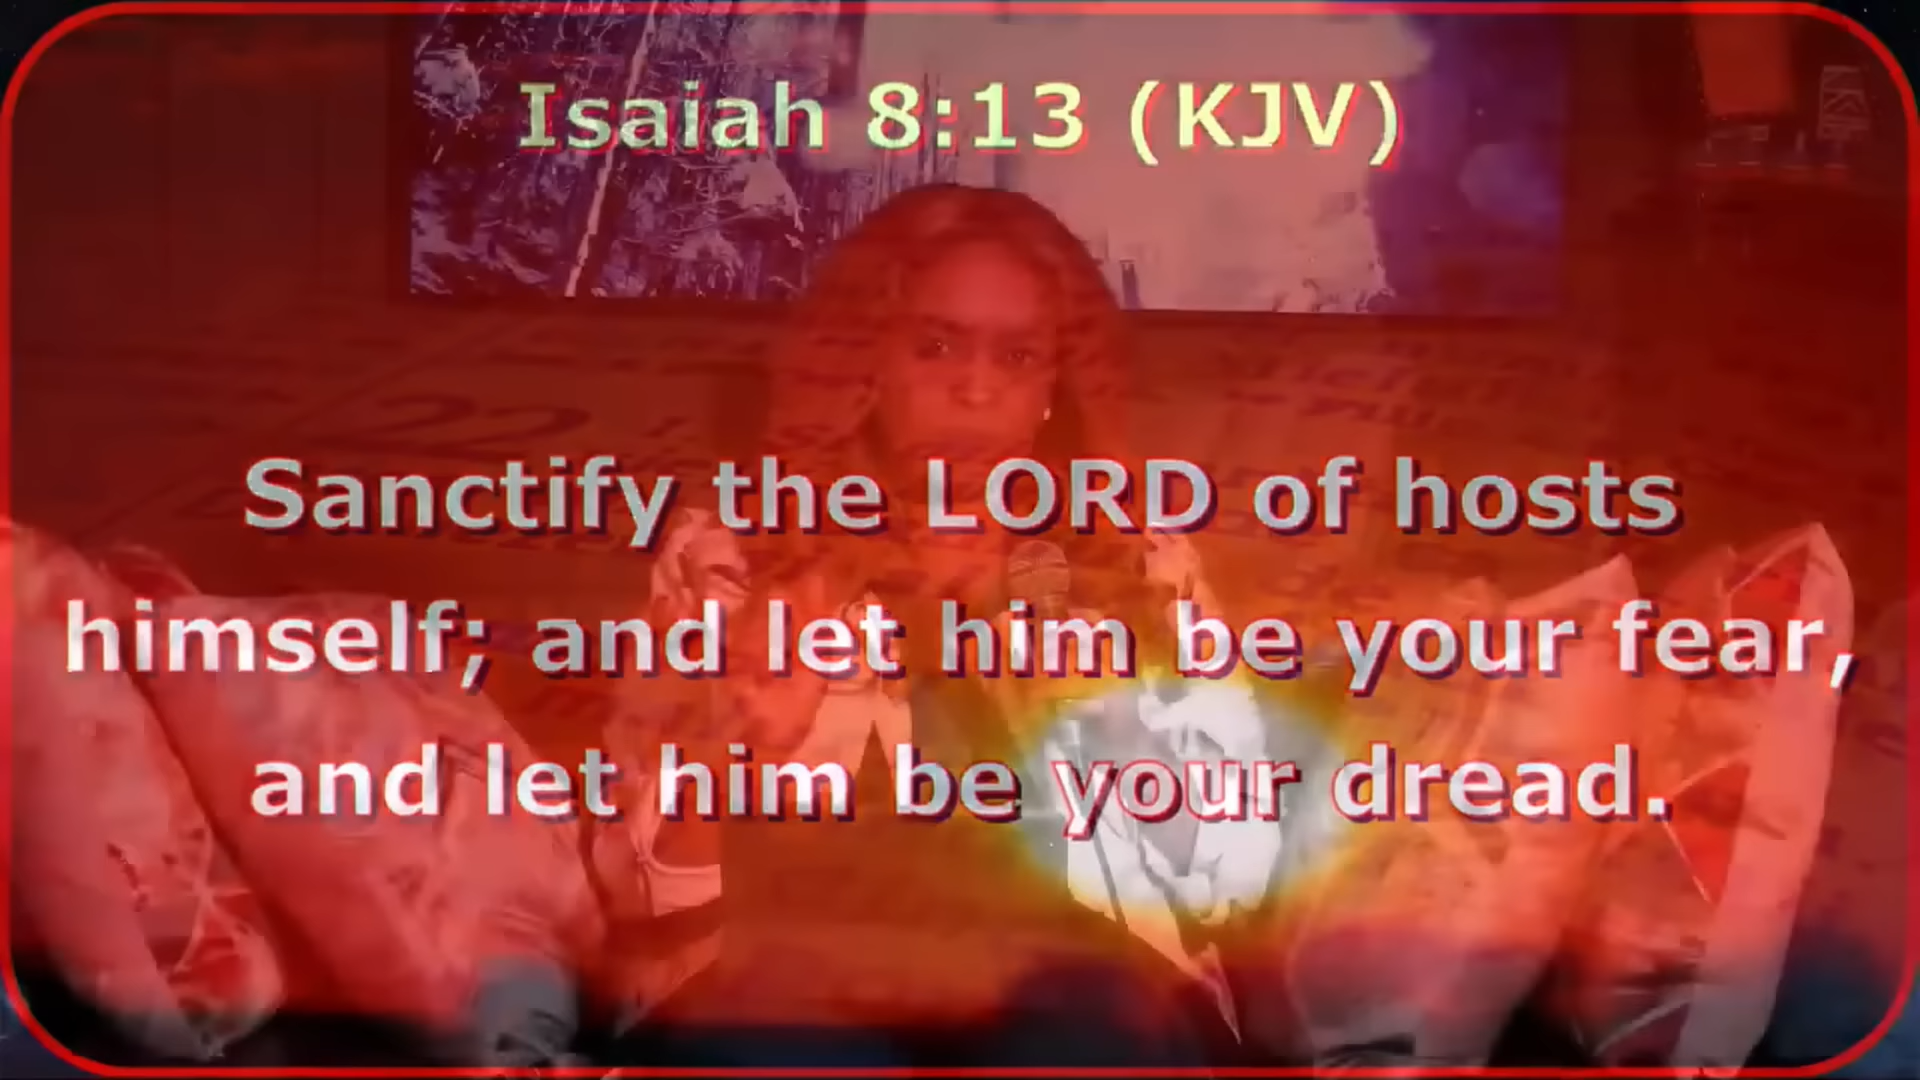 Isaiah 8:13 (KJV)
Sanctify the LORD of hosts
himself; and let him be your fear,
and let him be your dread.
22